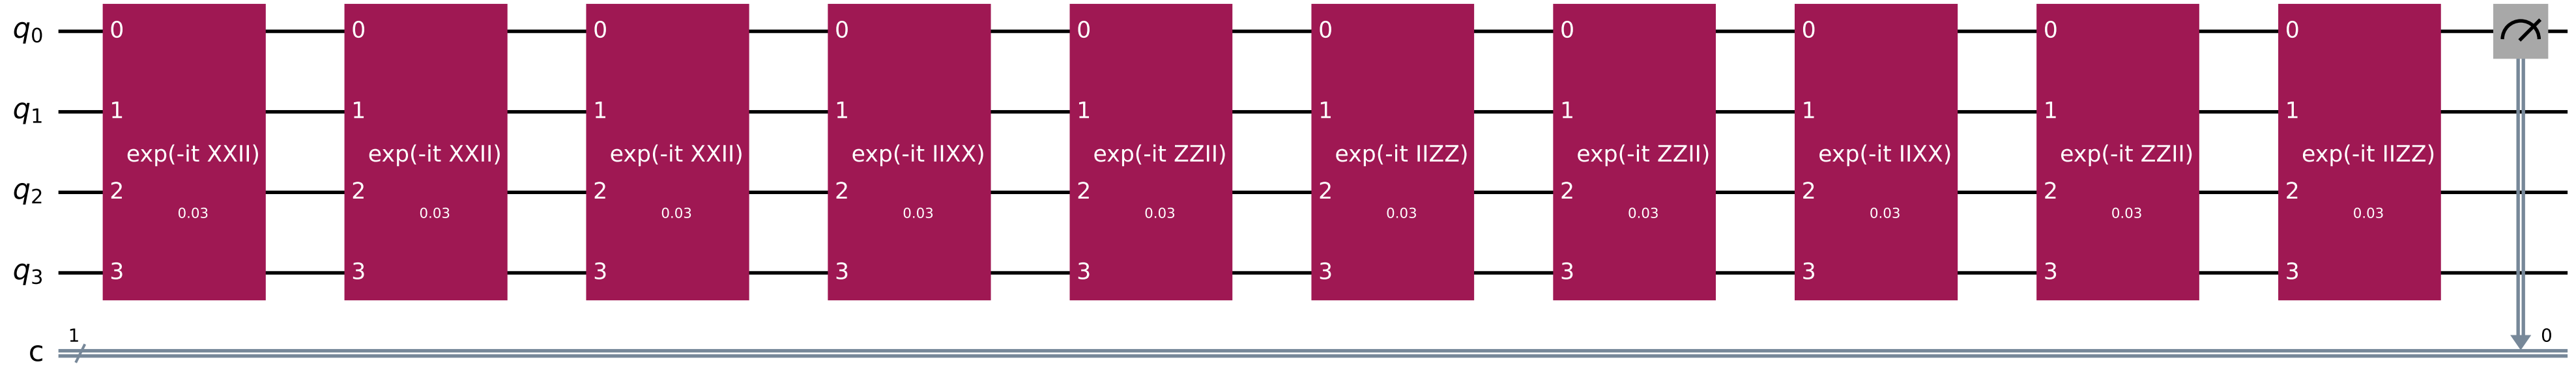 q0 0 0 0 0 0 0 0 0 0 0
q1 1 1 1 1 1 1 1 1 1 1
exp(-it XXII) exp(-it XXII) exp(-it XXII) exp(-it IIXX) exp(-it ZZII) exp(-it IIZZ) exp(-it ZZII) exp(-it IIXX) exp(-it ZZII) exp(-it IIZZ)
q2 2 2 2 2 2 2 2 2 2 2
0.03 0.03 0.03 0.03 0.03 0.03 0.03 0.03 0.03 0.03
q3 3 3 3 3 3 3 3 3 3 3
1 0
c